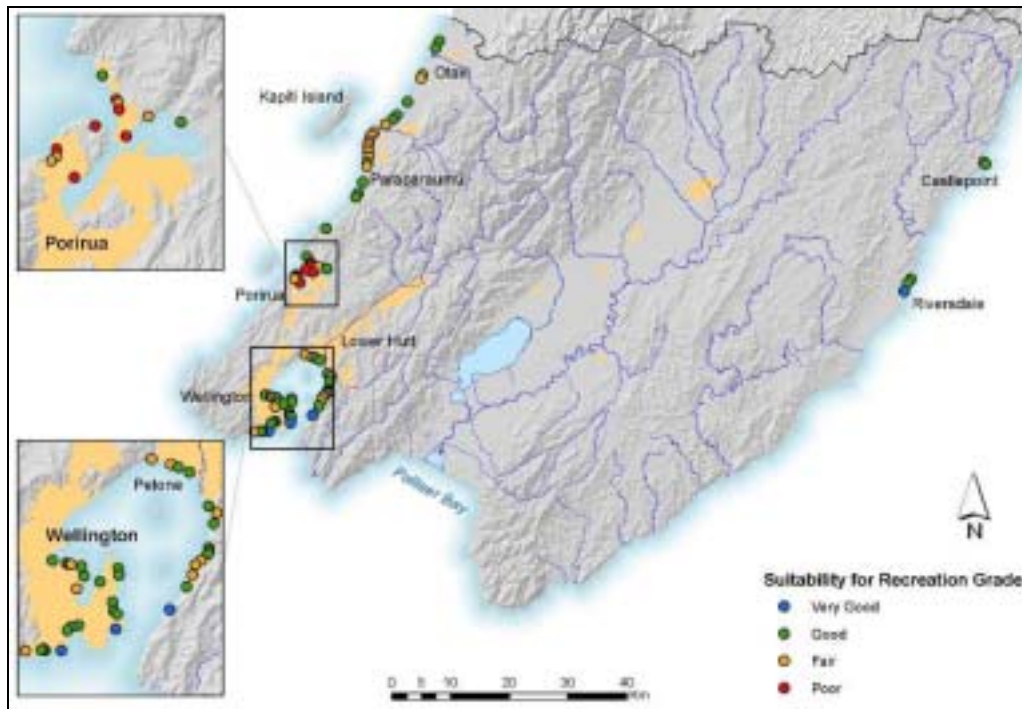 Otaki
Kapiti Island
Paraparaumu
Castlepoint
Porirua
Porirua
Riversdale
Lower Hutt
Wellington
Palliser Bay
Petone
Wellington
N
Suitability for Recreation Grade
Very Good
Good
Fair
Poor
0 5 10 20 30 40
Km